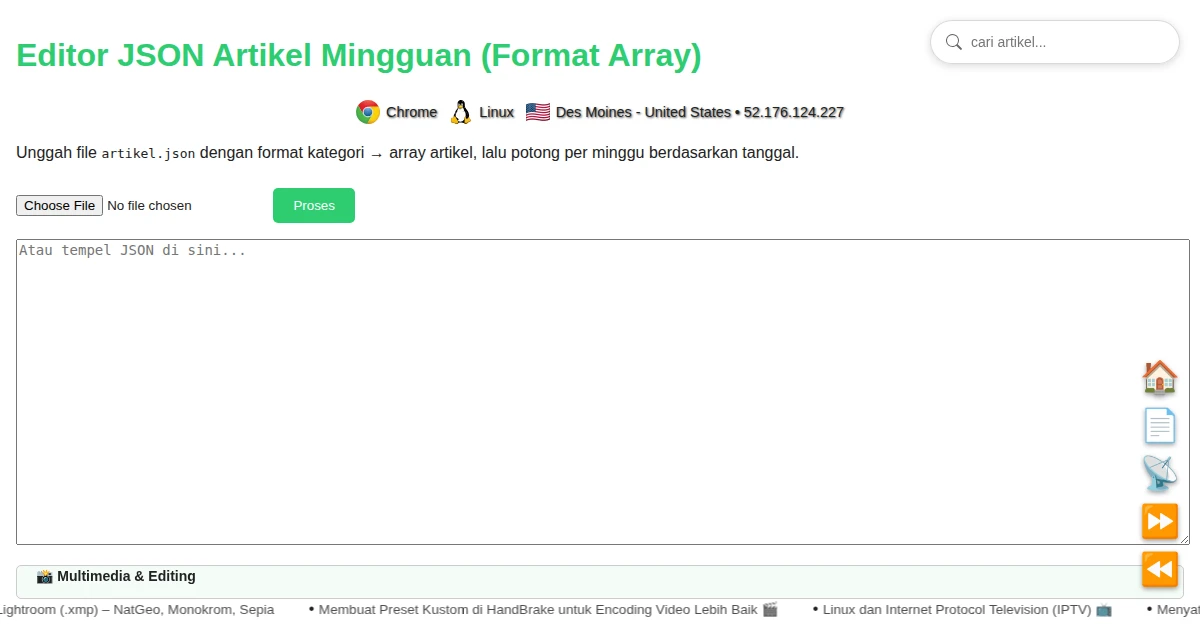 Editor JSON Artikel Mingguan (Format Array)
cari artikel...
Chrome Linux Des Moines - United States • 52.176.124.227
Unggah file artikel.json dengan format kategori → array artikel, lalu potong per minggu berdasarkan tanggal.
Choose File No file chosen Proses
Atau tempel JSON di sini...
📸 Multimedia & Editing
Lightroom (.xmp) – NatGeo, Monokrom, Sepia • Membuat Preset Kustom di HandBrake untuk Encoding Video Lebih Baik 🎬 • Linux dan Internet Protocol Television (IPTV) 📺 •